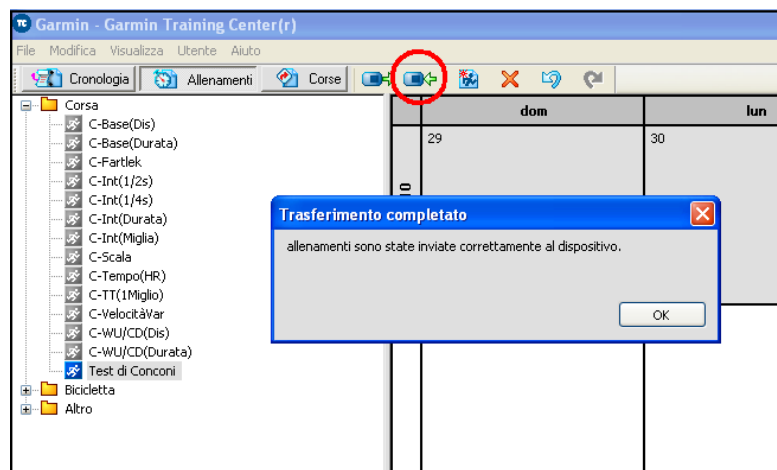 Garmin - Garmin Training Center(r)
File Modifica Visualizza Utente Aiuto
Cronologia Allenamenti Corse
Corsa
C-Base(Dis)
C-Base(Durata)
C-Fartlek
C-Int(1/2s)
C-Int(1/4s)
C-Int(Durata)
C-Int(Miglia)
C-Scala
C-Tempo(HR)
C-TT(1Miglio)
C-VelocitàVar
C-WU/CD(Dis)
C-WU/CD(Durata)
Test di Conconi
Bicicletta
Altro
dom lun
29 30
Trasferimento completato
allenamenti sono state inviate correttamente al dispositivo.
OK